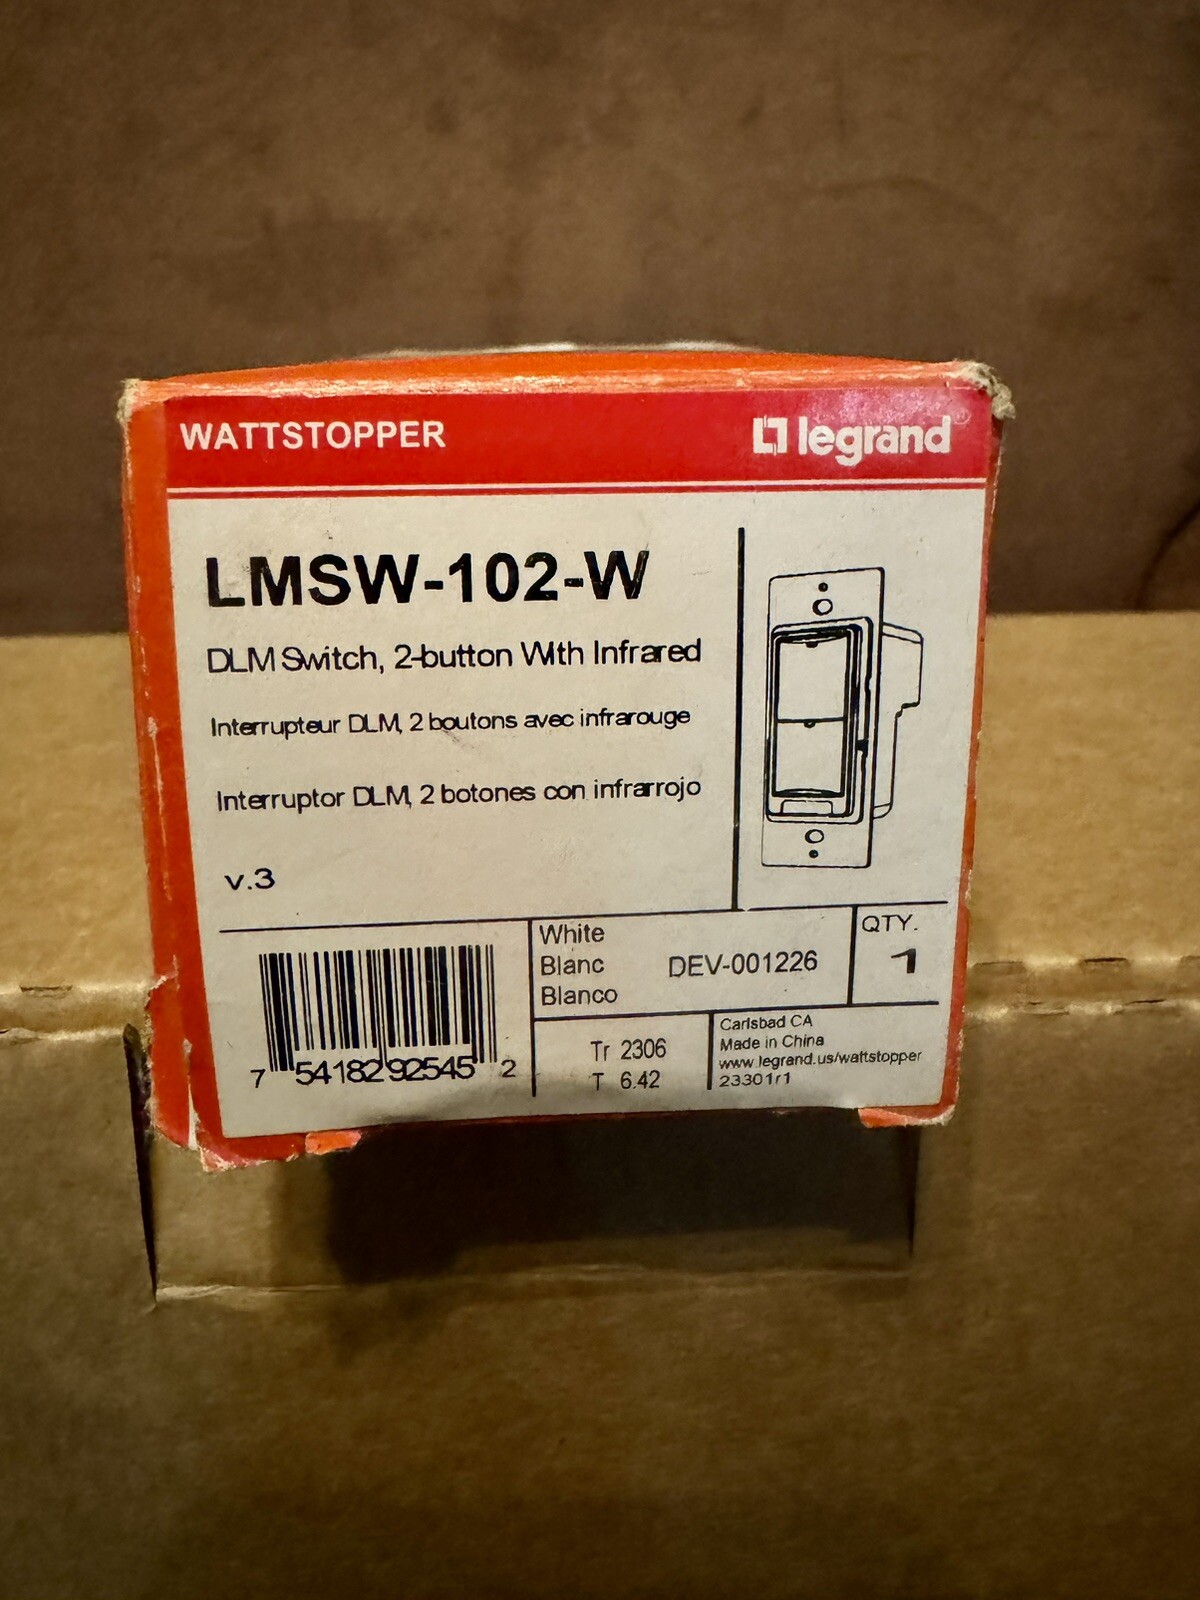 WATTSTOPPER
legrand®
LMSW-102-W
DLM Switch, 2-button With Infrared
Interrupteur DLM, 2 boutons avec infrarouge
Interruptor DLM, 2 botones con infrarrojo
v.3
7 54182 92545 2
White
Blanc
Blanco
DEV-001226
QTY.
1
Tr 2306
T 6.42
Carlsbad CA
Made in China
www.legrand.us/wattstopper
23301r1